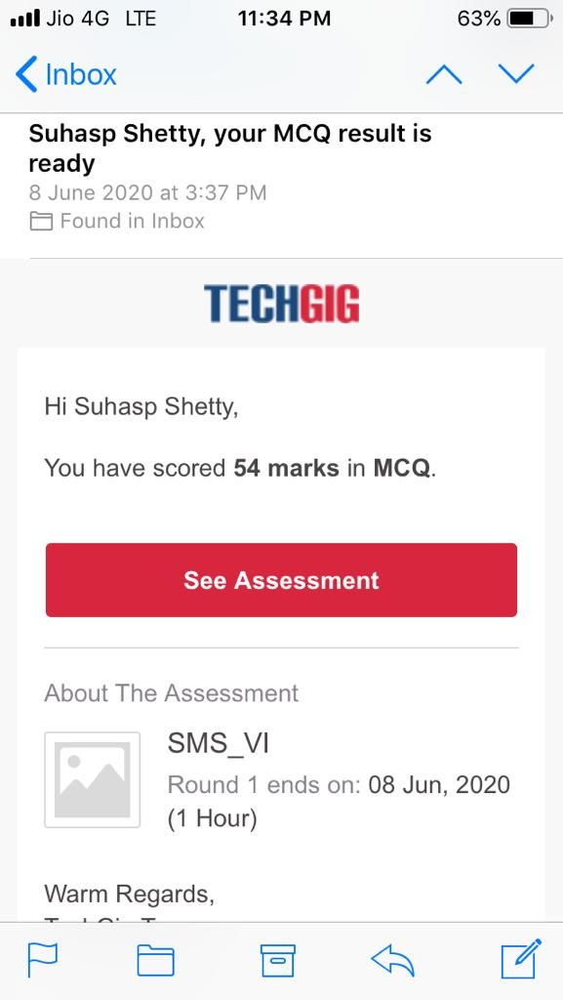 Jio 4G LTE 11:34 PM 63%
Inbox
Suhasp Shetty, your MCQ result is
ready
8 June 2020 at 3:37 PM
Found in Inbox
TECHGIG
Hi Suhasp Shetty,
You have scored 54 marks in MCQ.
See Assessment
About The Assessment
SMS_VI
Round 1 ends on: 08 Jun, 2020
(1 Hour)
Warm Regards,